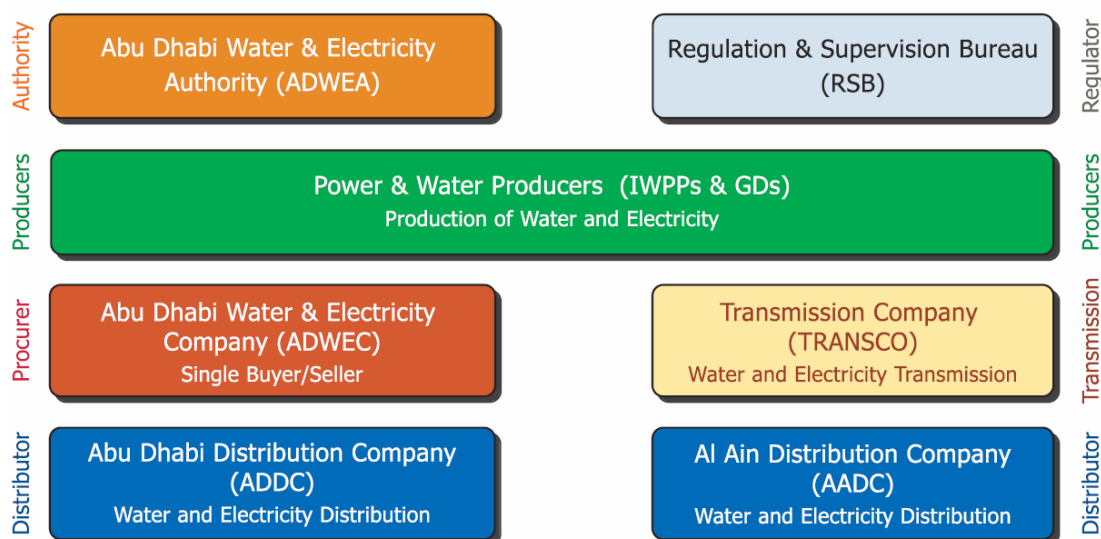 Authority
Abu Dhabi Water & Electricity
Authority (ADWEA)
Regulation & Supervision Bureau
(RSB)
Regulator
Producers
Power & Water Producers (IWPPs & GDs)
Production of Water and Electricity
Producers
Procurer
Abu Dhabi Water & Electricity
Company (ADWEC)
Single Buyer/Seller
Transmission Company
(TRANSCO)
Water and Electricity Transmission
Transmission
Distributor
Abu Dhabi Distribution Company
(ADDC)
Water and Electricity Distribution
Al Ain Distribution Company
(AADC)
Water and Electricity Distribution
Distributor